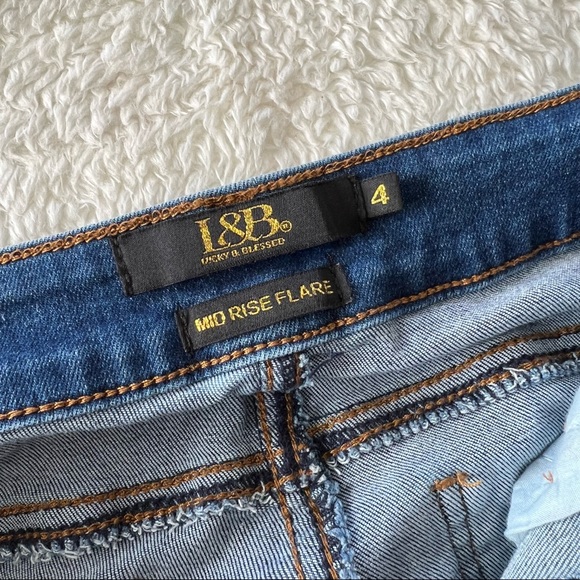 L&B.®
LUCKY & BLESSED
4
MID RISE FLARE